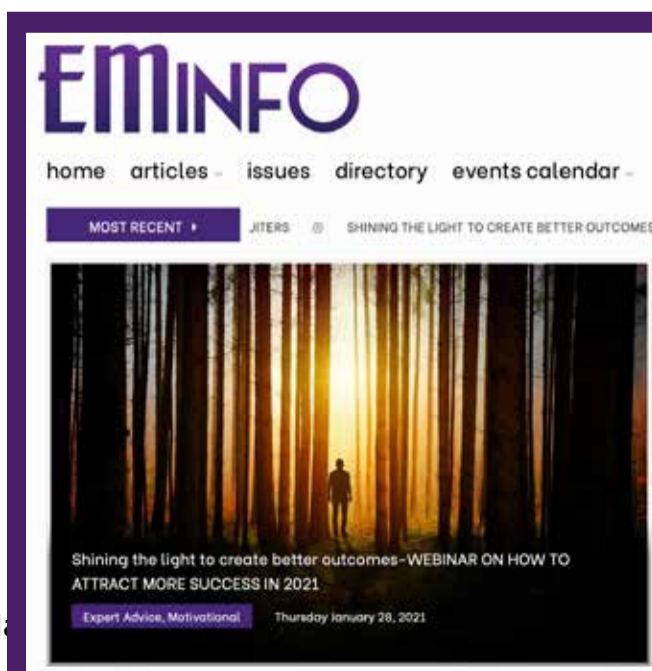 EMINFO
home articles issues directory events calendar
MOST RECENT JITERS SHINING THE LIGHT TO CREATE BETTER OUTCOMES
Shining the light to create better outcomes-WEBINAR ON HOW TO
ATTRACT MORE SUCCESS IN 2021
Expert Advice, Motivational Thursday January 28, 2021